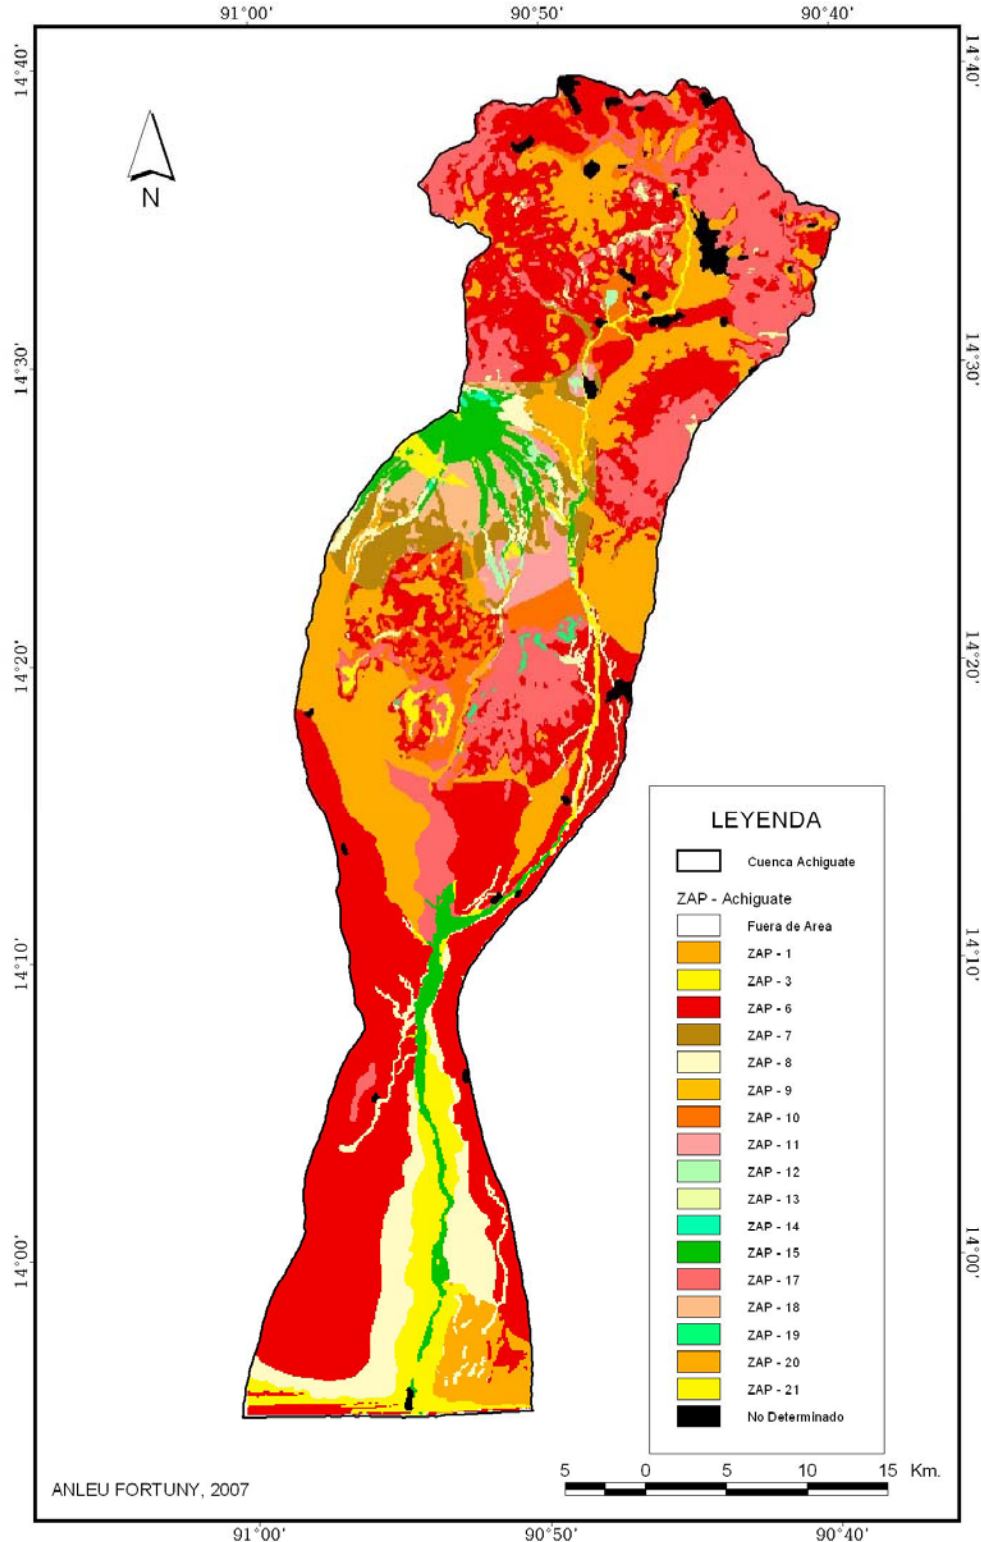 91°00' 90°50' 90°40'
14°40' 14°40'
N
14°30' 14°30'
14°20' 14°20'
LEYENDA
Cuenca Achiguate
ZAP - Achiguate
Fuera de Area
ZAP - 1
14°10' 14°10'
ZAP - 3
ZAP - 6
ZAP - 7
ZAP - 8
ZAP - 9
ZAP - 10
ZAP - 11
ZAP - 12
ZAP - 13
ZAP - 14
ZAP - 15
14°00' 14°00'
ZAP - 17
ZAP - 18
ZAP - 19
ZAP - 20
ZAP - 21
No Determinado
5 0 5 10 15 Km.
ANLEU FORTUNY, 2007
91°00' 90°50' 90°40'